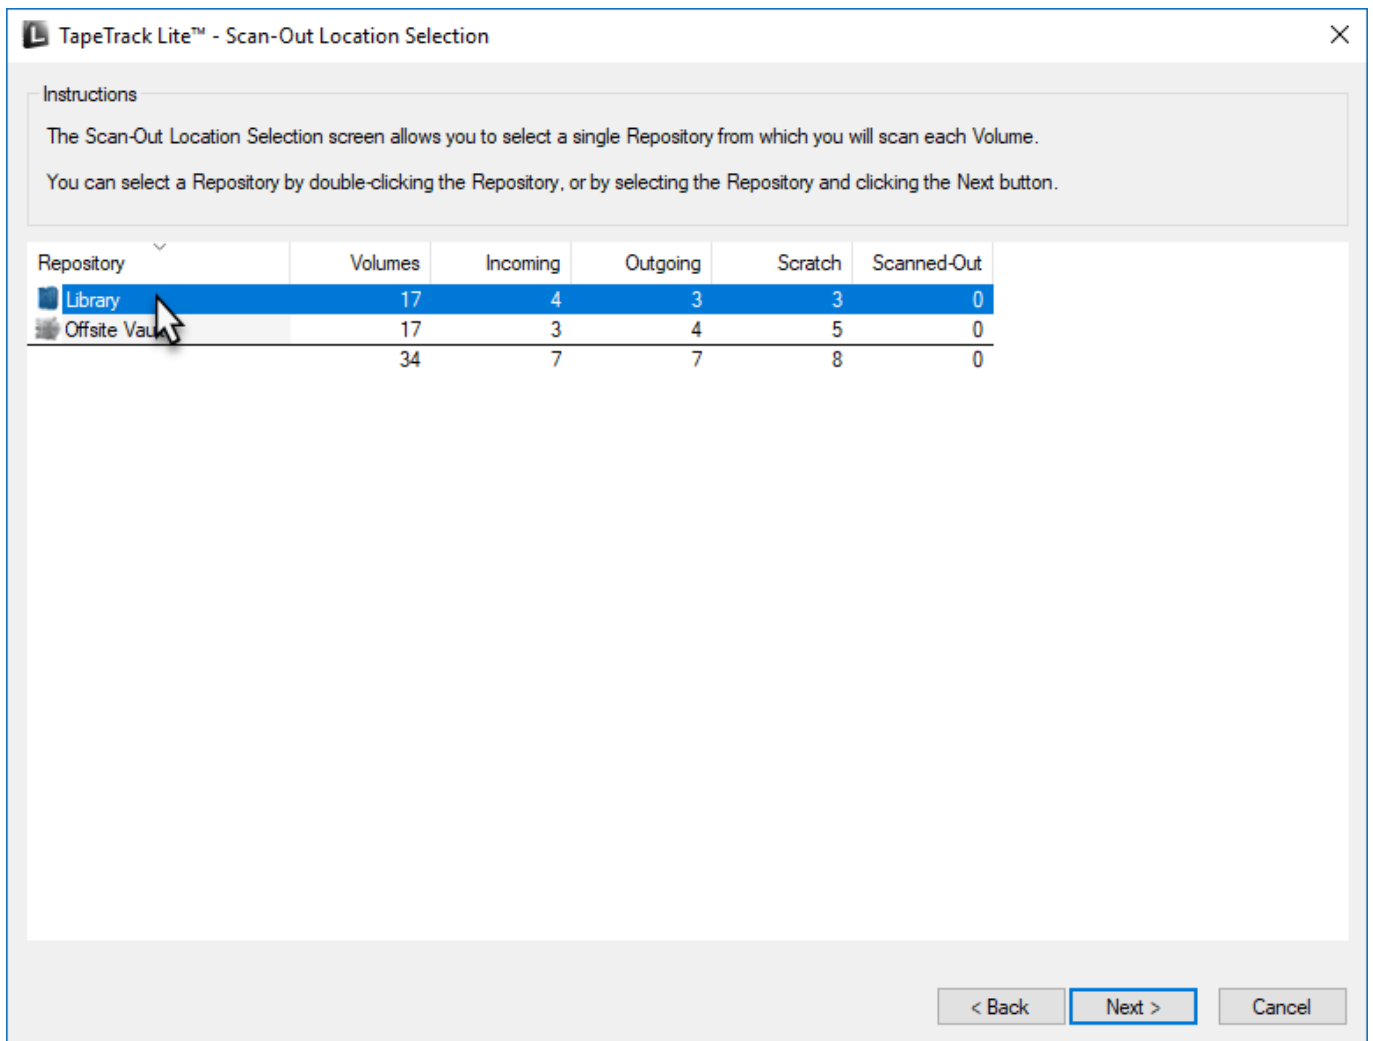 TapeTrack Lite™ - Scan-Out Location Selection
Instructions
The Scan-Out Location Selection screen allows you to select a single Repository from which you will scan each Volume.
You can select a Repository by double-clicking the Repository, or by selecting the Repository and clicking the Next button.
Repository Volumes Incoming Outgoing Scratch Scanned-Out
Library 17 4 3 3 0
Offsite 17 3 4 5 0
34 7 7 8 0
< Back Next > Cancel